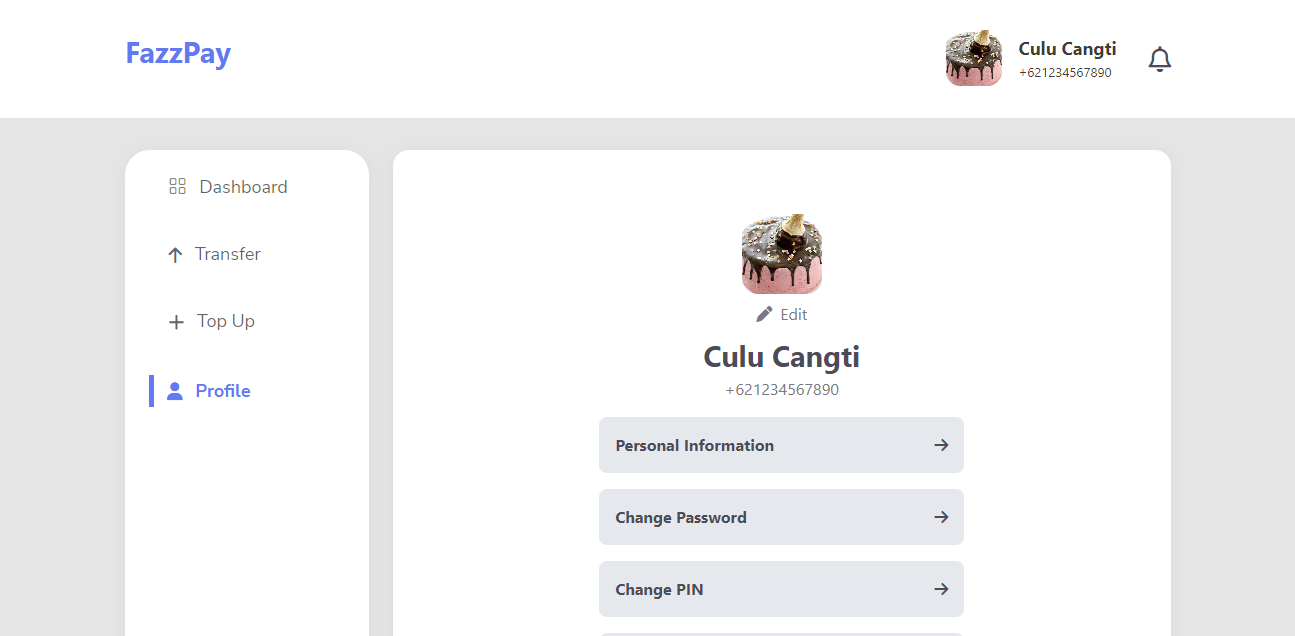 FazzPay
Culu Cangti
+621234567890
Dashboard
Transfer
Top Up
Profile
Edit
Culu Cangti
+621234567890
Personal Information
Change Password
Change PIN